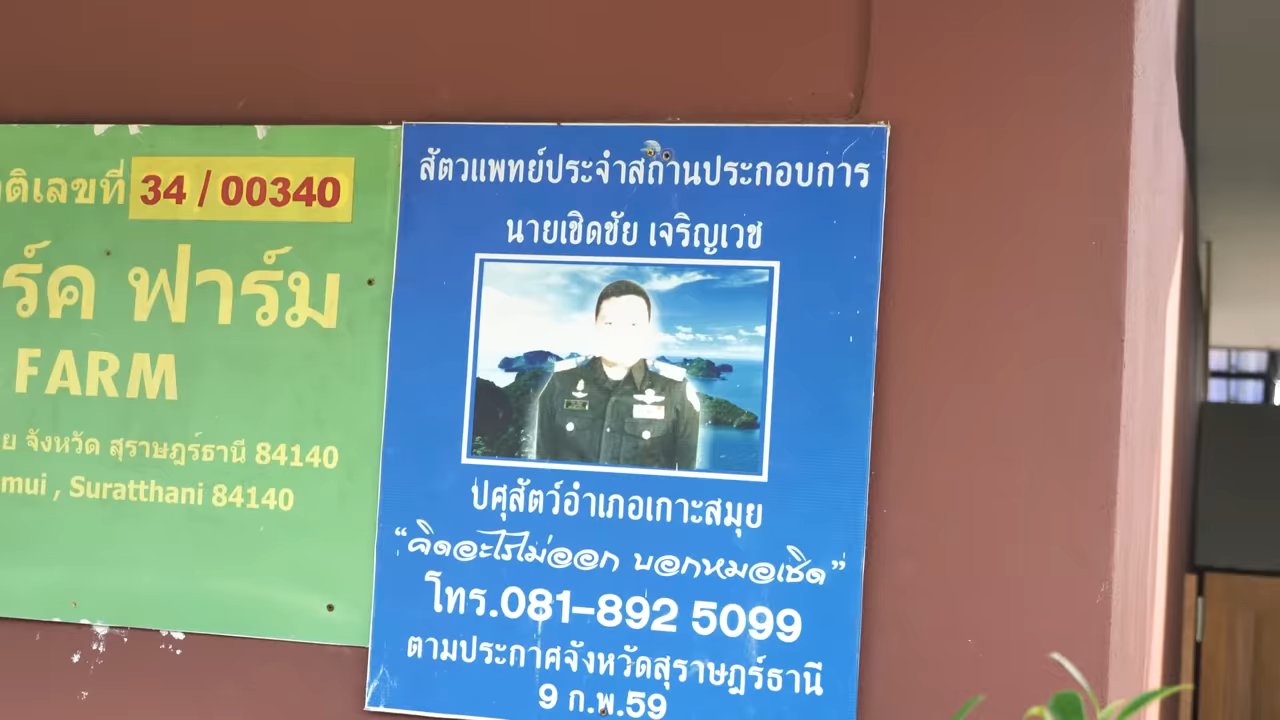 ติเลขที่ 34 / 00340
ร์ค ฟาร์ม
FARM
ย จังหวัด สุราษฎร์ธานี 84140
mui , Suratthani 84140
สัตวแพทย์ประจำสถานประกอบการ
นายเชิดชัย เจริญเวช
ปศุสัตว์อำเภอเกาะสมุย
“คิดอะไรไม่ออก บอกหมอเชิด”
โทร.081-892 5099
ตามประกาศจังหวัดสุราษฎร์ธานี
9 ก.พ.59